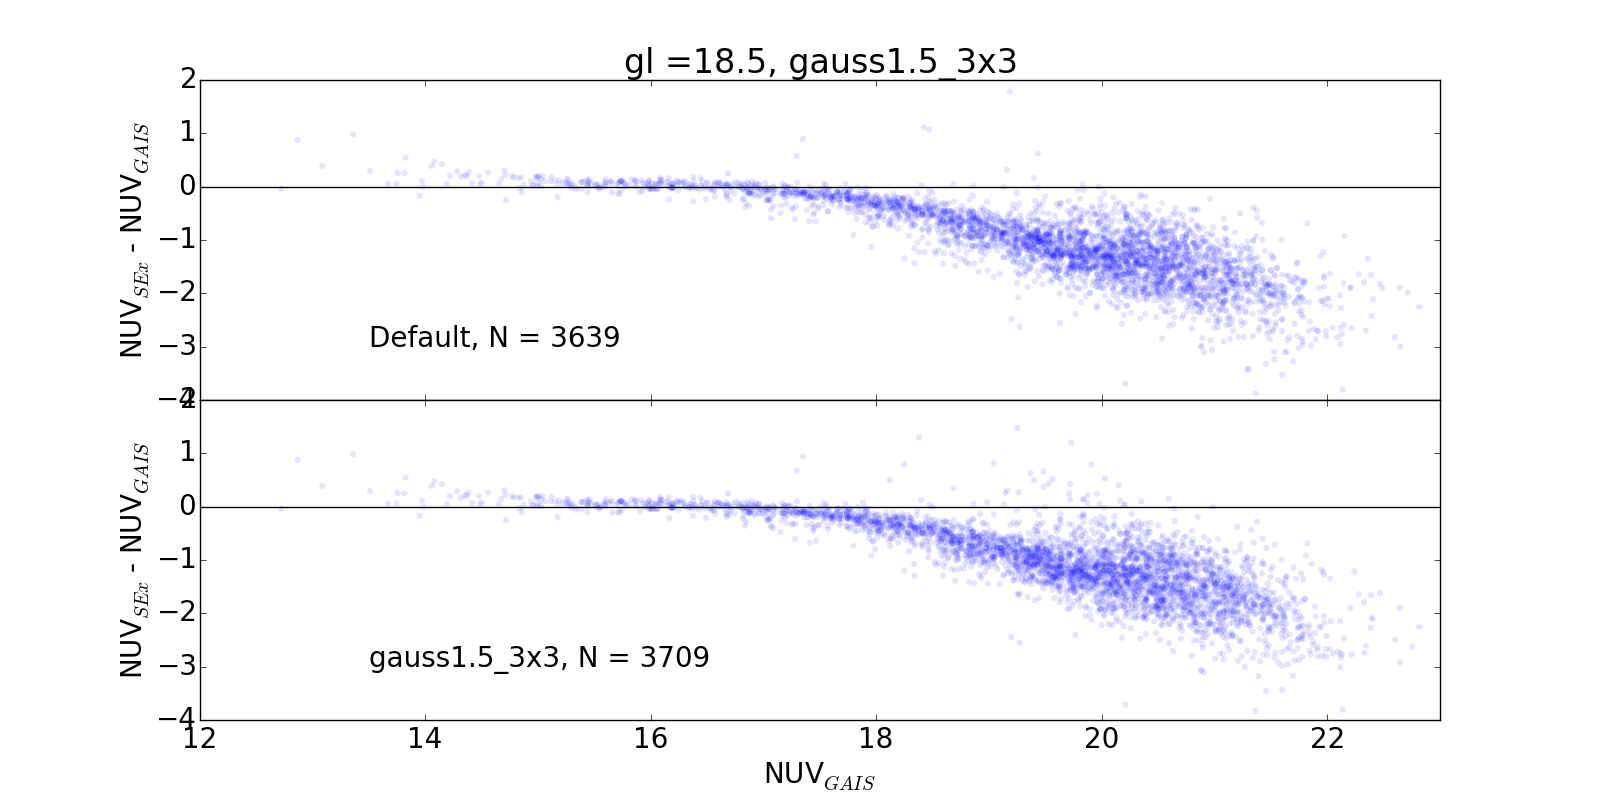 gl =18.5, gauss1.5_3x3
2
1
0
−1
−2
−3
−4
NUV_SEx - NUV_GAIS
Default, N = 3639
2
1
0
−1
−2
−3
−4
NUV_SEx - NUV_GAIS
gauss1.5_3x3, N = 3709
12 14 16 18 20 22
NUV_GAIS